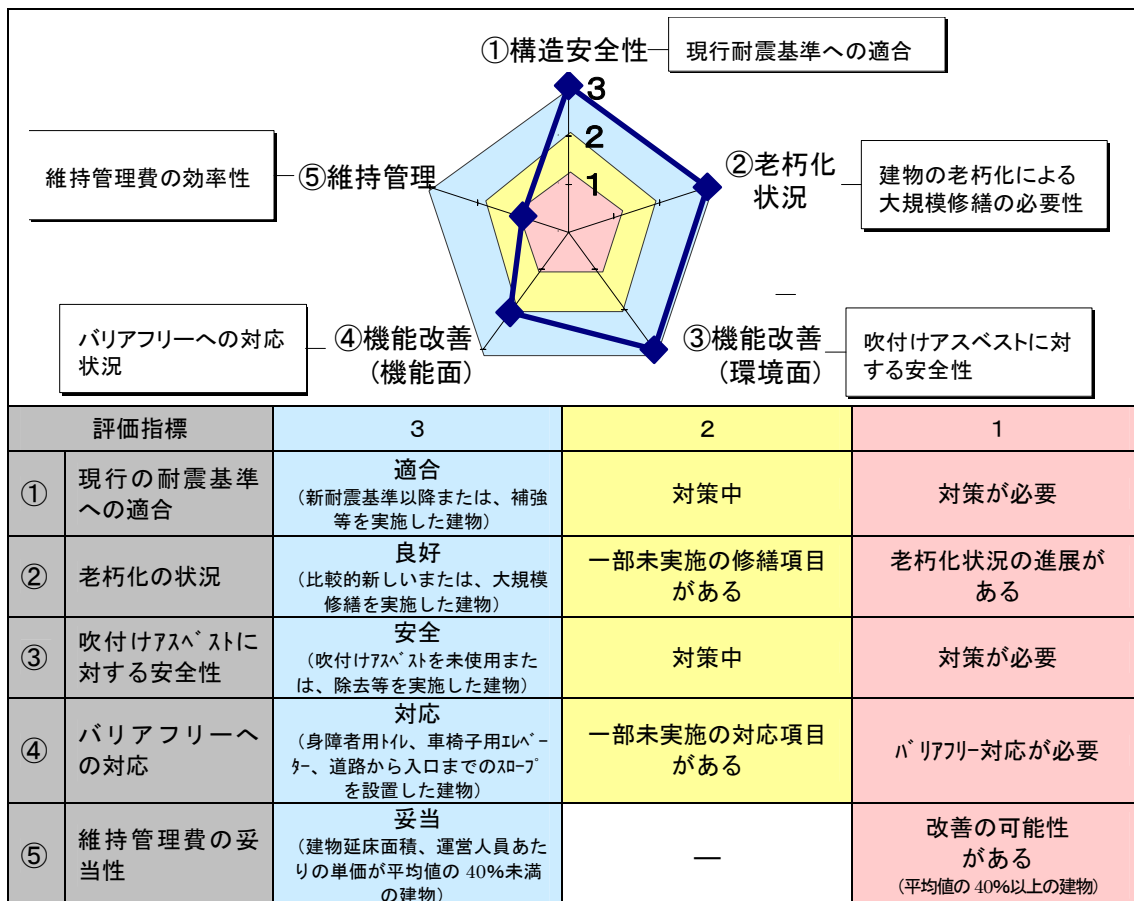 ①構造安全性
現行耐震基準への適合
3
2
1
維持管理費の効率性
⑤維持管理
②老朽化
状況
建物の老朽化による
大規模修繕の必要性
バリアフリーへの対応
状況
④機能改善
(機能面)
③機能改善
(環境面)
吹付けアスベストに対
する安全性
評価指標
3
2
1
①
現行の耐震基準
への適合
適合
(新耐震基準以降または、補強
等を実施した建物)
対策中
対策が必要
②
老朽化の状況
良好
(比較的新しいまたは、大規模
修繕を実施した建物)
一部未実施の修繕項目
がある
老朽化状況の進展が
ある
③
吹付けアスベストに
対する安全性
安全
(吹付けアスベストを未使用また
は、除去等を実施した建物)
対策中
対策が必要
④
バリアフリーへ
の対応
対応
(身障者用トイレ、車椅子用エレベー
ター、道路から入口までのスロープ
を設置した建物)
一部未実施の対応項目
がある
バリアフリー対応が必要
⑤
維持管理費の妥
当性
妥当
(建物延床面積、運営人員あた
りの単価が平均値の 40%未満
の建物)
―
改善の可能性
がある
(平均値の 40%以上の建物)